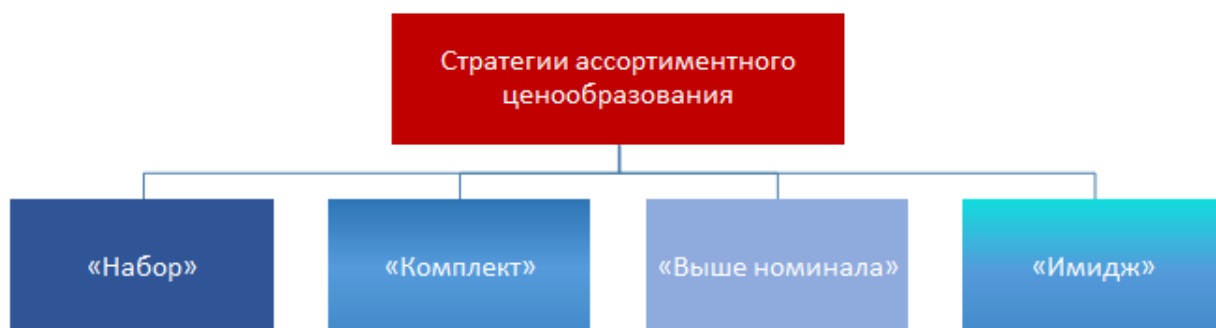 Стратегии ассортиментного
ценообразования
«Набор»
«Комплект»
«Выше номинала»
«Имидж»